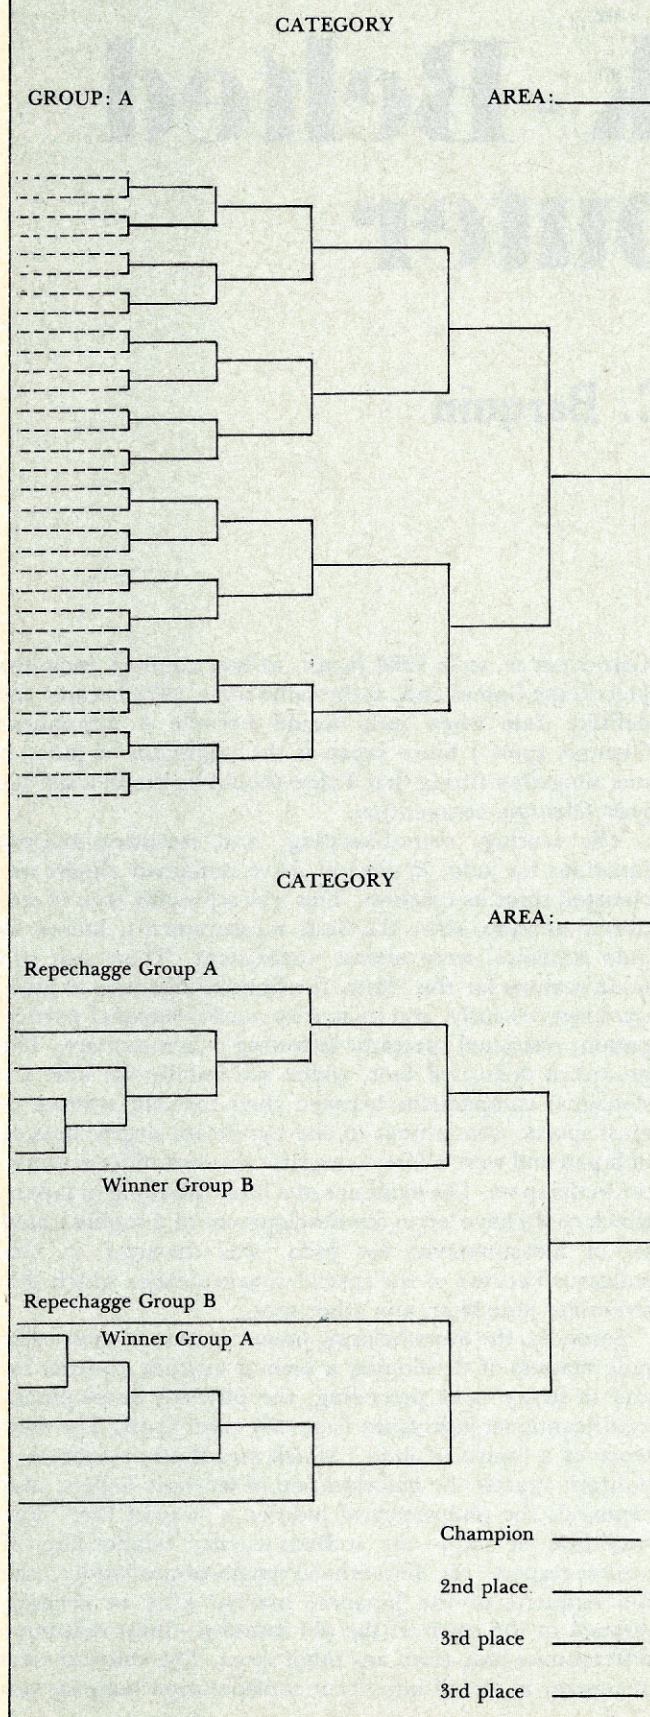 CATEGORY
GROUP: A AREA:
CATEGORY
AREA:
Repechagge Group A
Winner Group B
Repechagge Group B
Winner Group A
Champion
2nd place
3rd place
3rd place